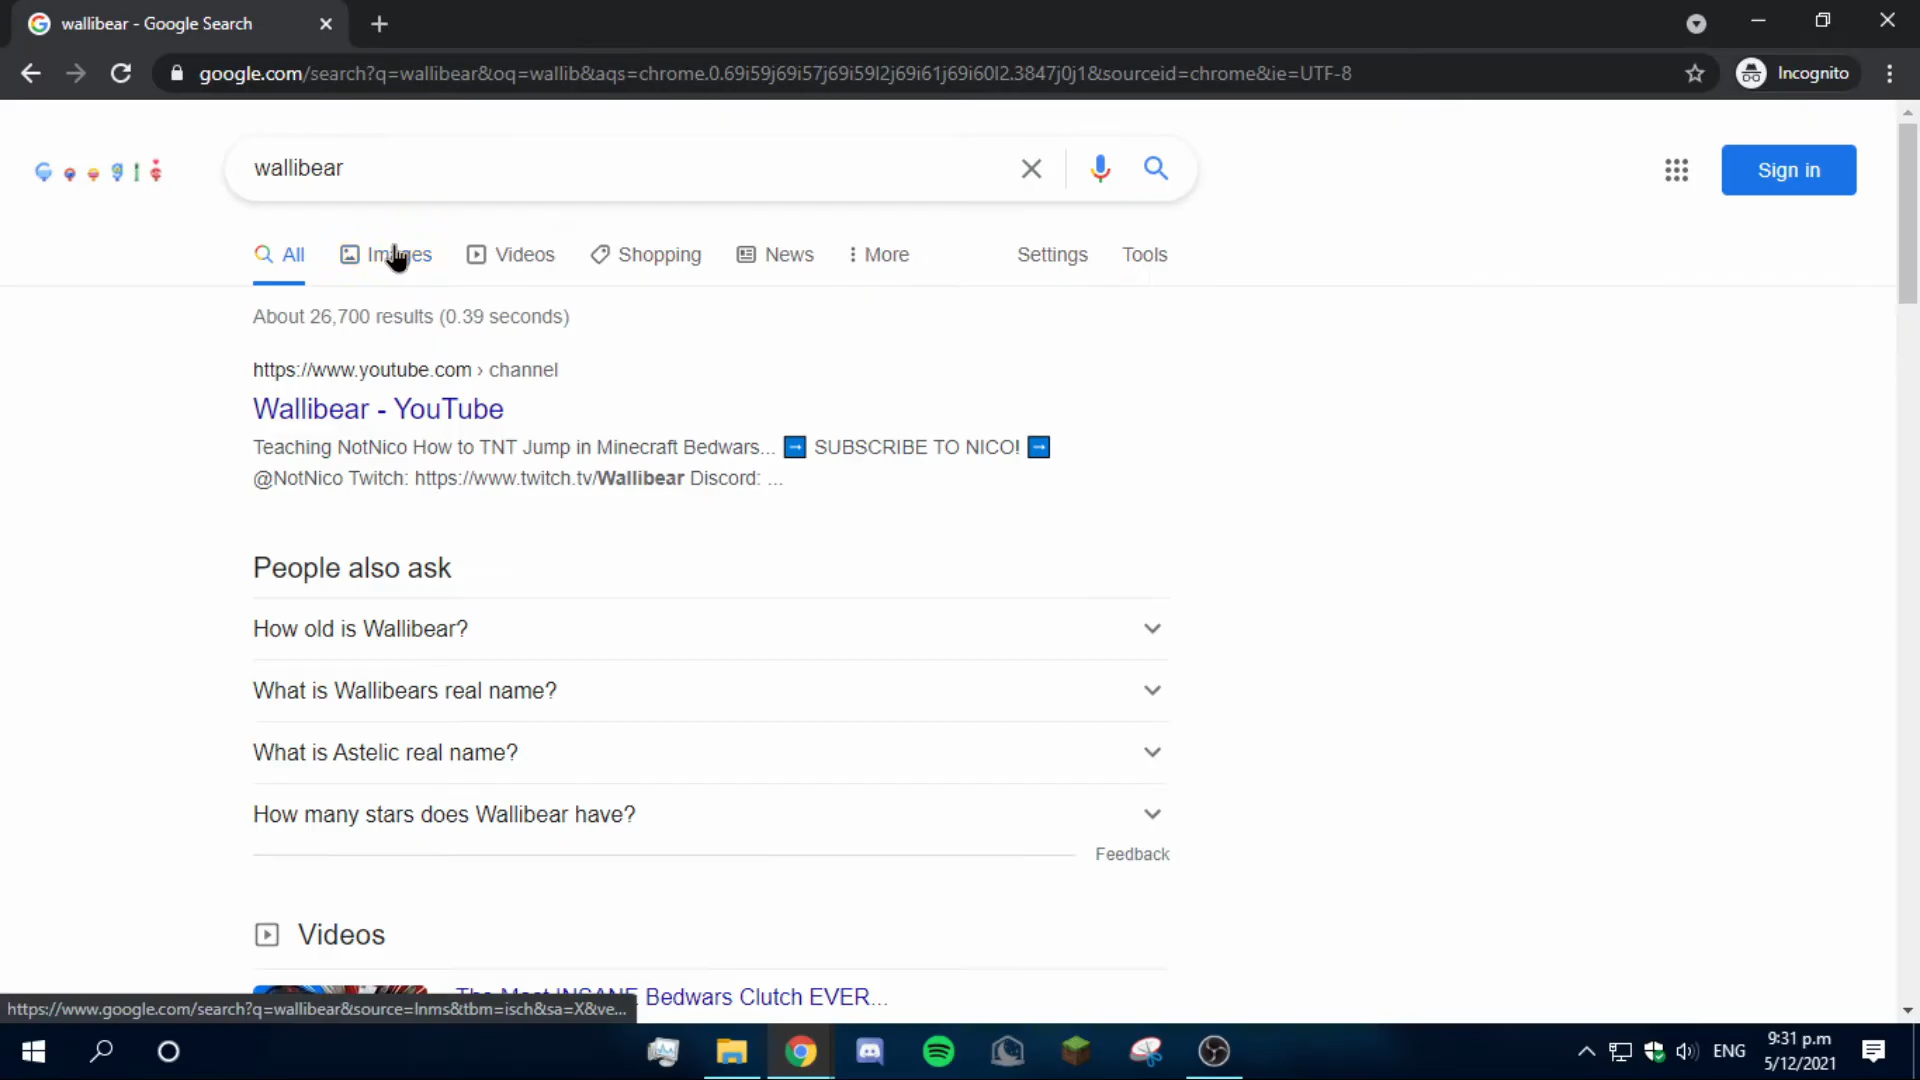 wallibear - Google Search
google.com/search?q=wallibear&oq=wallib&aqs=chrome.0.69i59j69i57j69i59l2j69i61j69i60l2.3847j0j1&sourceid=chrome&ie=UTF-8
Incognito
Google
wallibear
Sign in
All
Images
Videos
Shopping
News
More
Settings
Tools
About 26,700 results (0.39 seconds)
https://www.youtube.com › channel
Wallibear - YouTube
Teaching NotNico How to TNT Jump in Minecraft Bedwars... ➡ SUBSCRIBE TO NICO! ➡
@NotNico Twitch: https://www.twitch.tv/Wallibear Discord: ...
People also ask
How old is Wallibear?
What is Wallibears real name?
What is Astelic real name?
How many stars does Wallibear have?
Feedback
Videos
The Most INSANE Bedwars Clutch EVER...
https://www.google.com/search?q=wallibear&source=lnms&tbm=isch&sa=X&ve...
ENG
9:31 p.m
5/12/2021